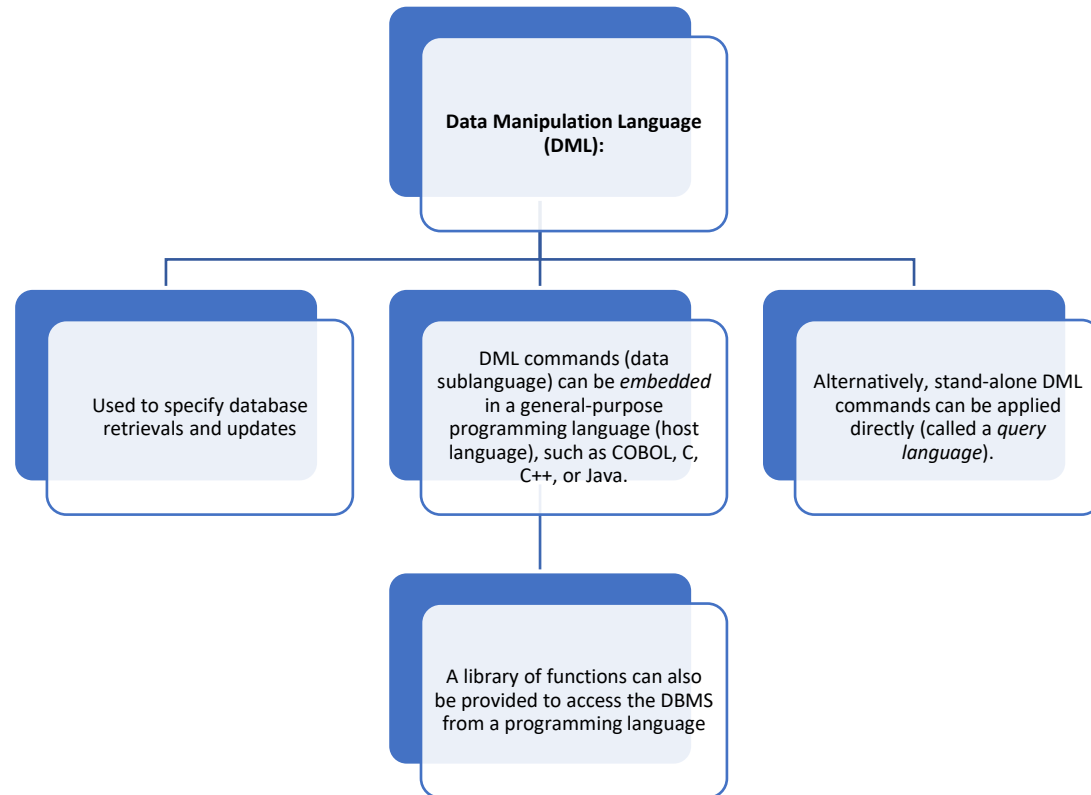 Data Manipulation Language
(DML):
Used to specify database
retrievals and updates
DML commands (data
sublanguage) can be embedded
in a general-purpose
programming language (host
language), such as COBOL, C,
C++, or Java.
Alternatively, stand-alone DML
commands can be applied
directly (called a query
language).
A library of functions can also
be provided to access the DBMS
from a programming language